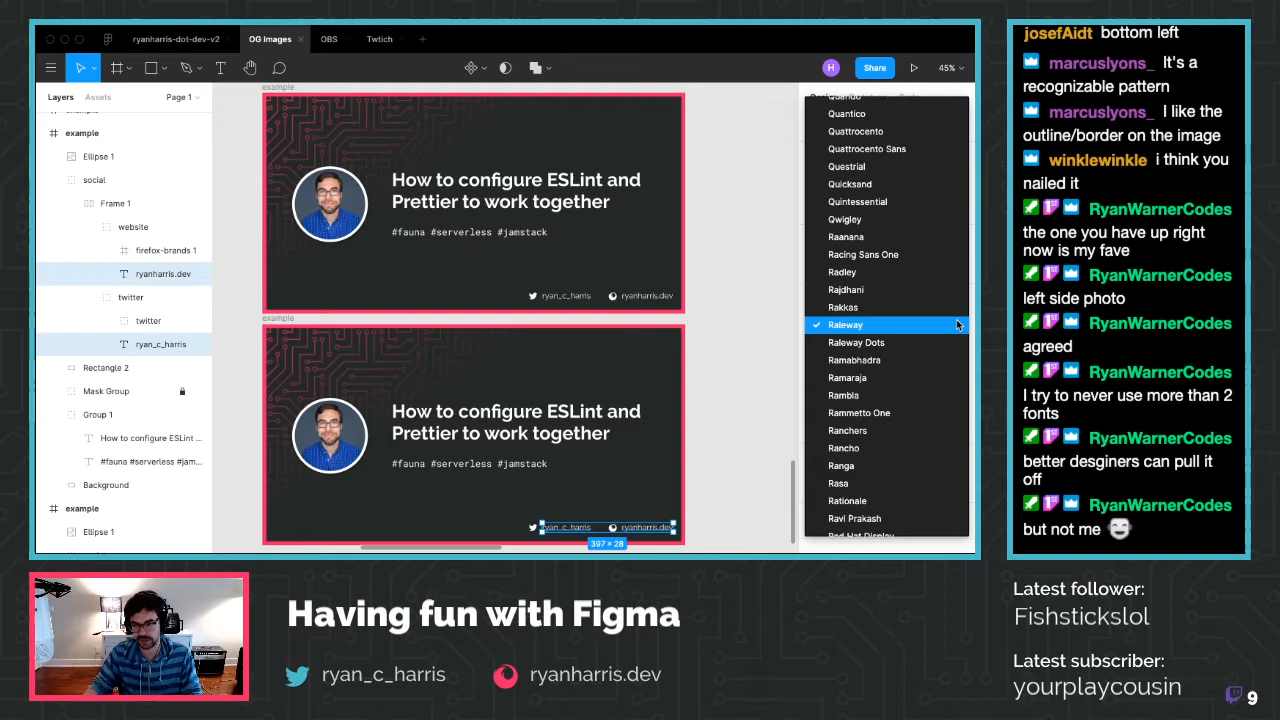 ryanharris-dot-dev-v2
OG Images
OBS
Twtich
H
Share
45%
Layers
Assets
Page 1
example
Ellipse 1
social
Frame 1
website
firefox-brands 1
ryanharris.dev
twitter
twitter
ryan_c_harris
Rectangle 2
Mask Group
Group 1
How to configure ESLint ...
#fauna #serverless #jam...
Background
example
Ellipse 1
example
How to configure ESLint and
Prettier to work together
#fauna #serverless #jamstack
ryan_c_harris
ryanharris.dev
example
How to configure ESLint and
Prettier to work together
#fauna #serverless #jamstack
ryan_c_harris
ryanharris.dev
397 × 28
Quando
Quantico
Quattrocento
Quattrocento Sans
Questrial
Quicksand
Quintessential
Qwigley
Raanana
Racing Sans One
Radley
Rajdhani
Rakkas
Raleway
Raleway Dots
Ramabhadra
Ramaraja
Rambla
Rammetto One
Ranchers
Rancho
Ranga
Rasa
Rationale
Ravi Prakash
Red Hat Display
josefAidt bottom left
marcuslyons_ It's a
recognizable pattern
marcuslyons_ I like the
outline/border on the image
winklewinkle i think you
nailed it
RyanWarnerCodes
the one you have up right
now is my fave
RyanWarnerCodes
left side photo
RyanWarnerCodes
agreed
RyanWarnerCodes
I try to never use more than 2
fonts
RyanWarnerCodes
better desginers can pull it
off
RyanWarnerCodes
but not me
Having fun with Figma
ryan_c_harris
ryanharris.dev
Latest follower:
Fishstickslol
Latest subscriber:
yourplaycousin
9